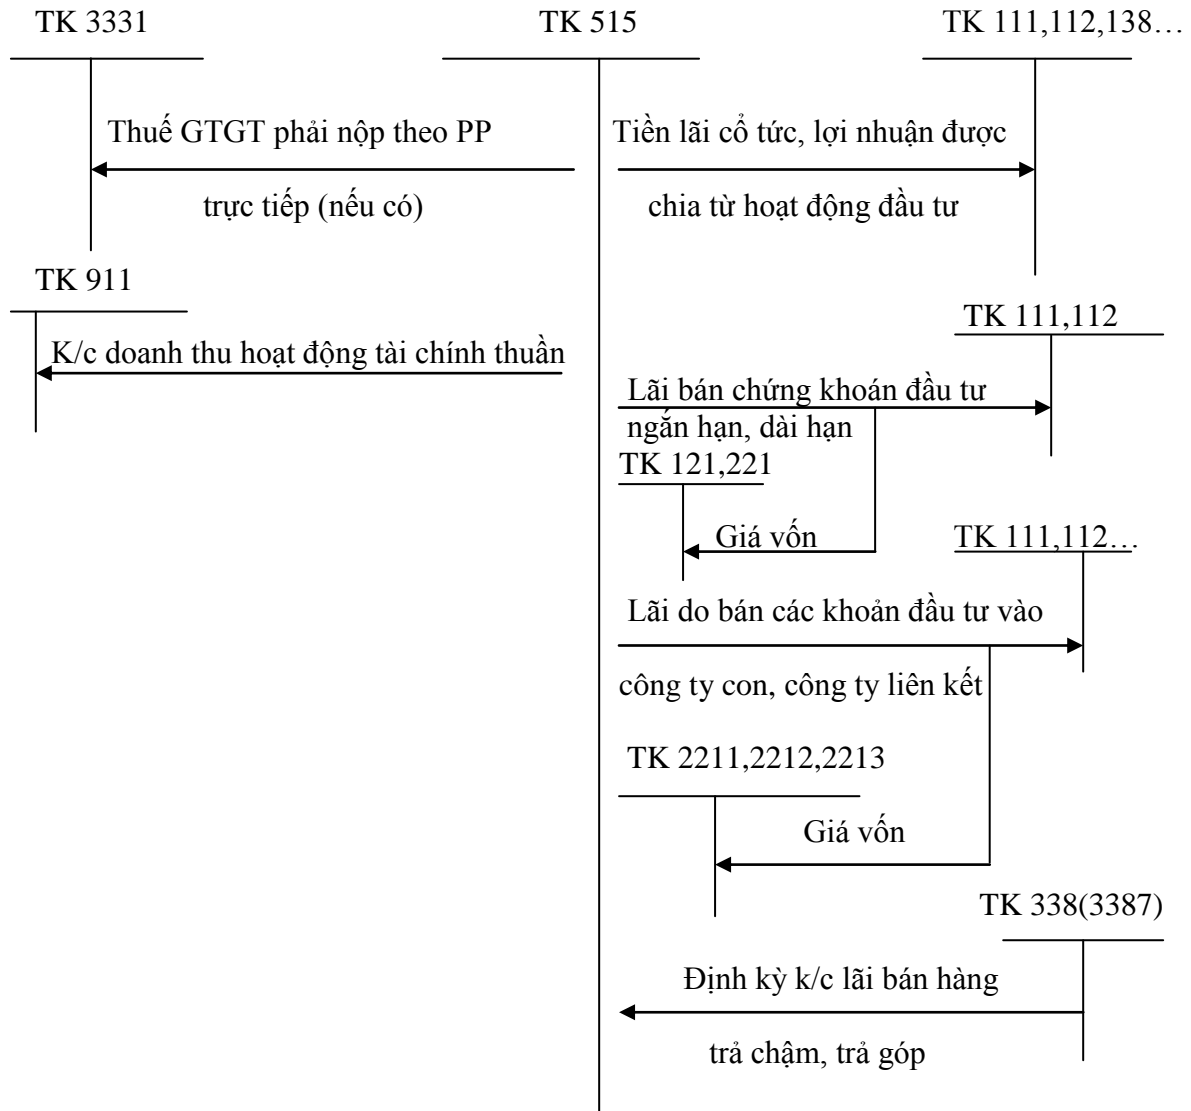 TK 3331
TK 515
TK 111,112,138…
Thuế GTGT phải nộp theo PP
trực tiếp (nếu có)
Tiền lãi cổ tức, lợi nhuận được
chia từ hoạt động đầu tư
TK 911
K/c doanh thu hoạt động tài chính thuần
TK 111,112
Lãi bán chứng khoán đầu tư
ngắn hạn, dài hạn
TK 121,221
Giá vốn
TK 111,112…
Lãi do bán các khoản đầu tư vào
công ty con, công ty liên kết
TK 2211,2212,2213
Giá vốn
TK 338(3387)
Định kỳ k/c lãi bán hàng
trả chậm, trả góp